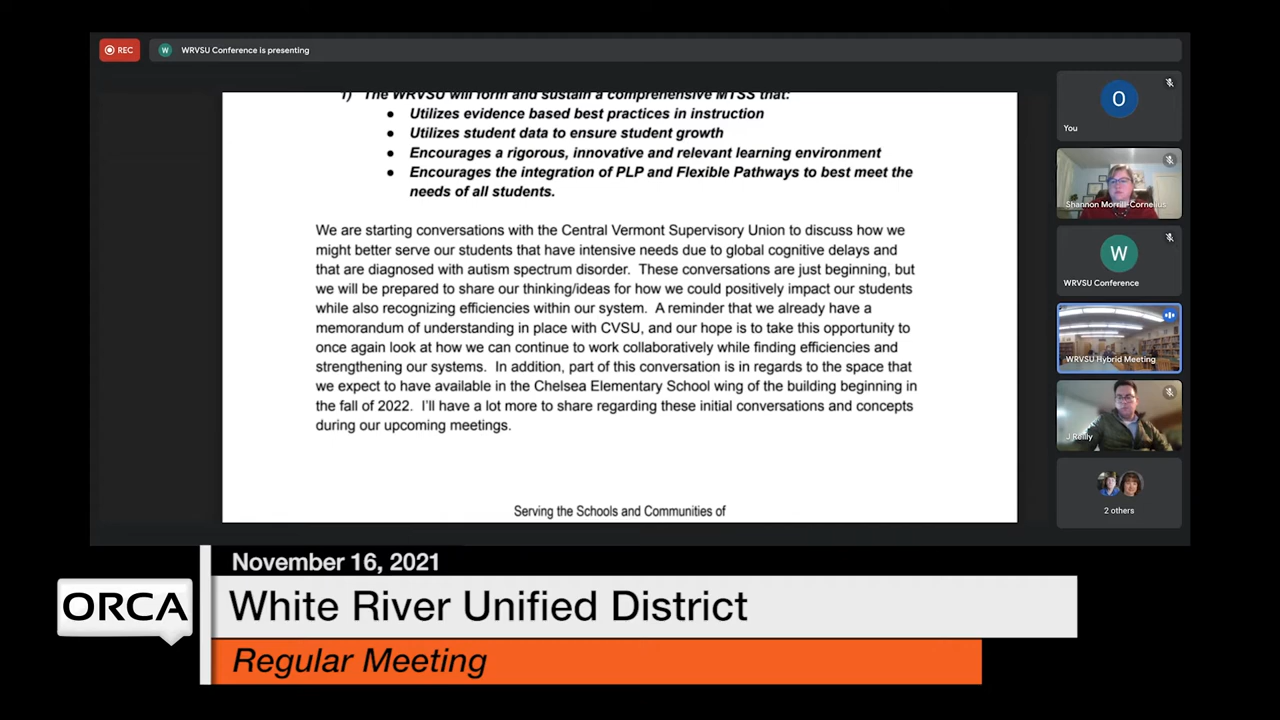 REC
W
WRVSU Conference is presenting
1) The WRVSU will form and sustain a comprehensive MTSS that:
● Utilizes evidence based best practices in instruction
● Utilizes student data to ensure student growth
● Encourages a rigorous, innovative and relevant learning environment
● Encourages the integration of PLP and Flexible Pathways to best meet the
needs of all students.
We are starting conversations with the Central Vermont Supervisory Union to discuss how we
might better serve our students that have intensive needs due to global cognitive delays and
that are diagnosed with autism spectrum disorder. These conversations are just beginning, but
we will be prepared to share our thinking/ideas for how we could positively impact our students
while also recognizing efficiencies within our system. A reminder that we already have a
memorandum of understanding in place with CVSU, and our hope is to take this opportunity to
once again look at how we can continue to work collaboratively while finding efficiencies and
strengthening our systems. In addition, part of this conversation is in regards to the space that
we expect to have available in the Chelsea Elementary School wing of the building beginning in
the fall of 2022. I'll have a lot more to share regarding these initial conversations and concepts
during our upcoming meetings.
Serving the Schools and Communities of
O
You
Shannon Morrill-Cornelius
W
WRVSU Conference
WRVSU Hybrid Meeting
J Reilly
2 others
November 16, 2021
ORCA
White River Unified District
Regular Meeting